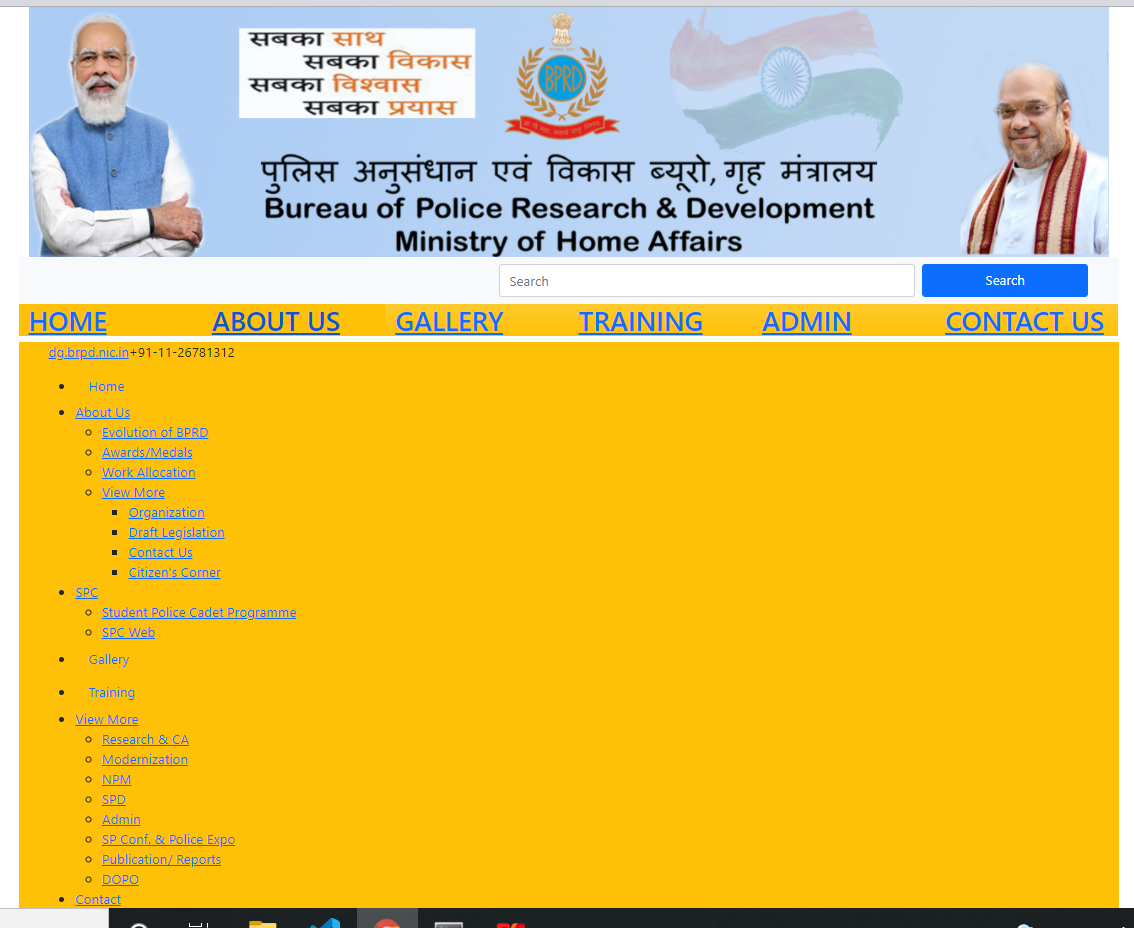 सबका साथ
सबका विकास
सबका विश्वास
सबका प्रयास
BPRD
पुलिस अनुसंधान एवं विकास ब्यूरो, गृह मंत्रालय
Bureau of Police Research & Development
Ministry of Home Affairs
Search Search
HOME ABOUT US GALLERY TRAINING ADMIN CONTACT US
dg.brpd.nic.in+91-11-26781312
Home
About Us
Evolution of BPRD
Awards/Medals
Work Allocation
View More
Organization
Draft Legislation
Contact Us
Citizen's Corner
SPC
Student Police Cadet Programme
SPC Web
Gallery
Training
View More
Research & CA
Modernization
NPM
SPD
Admin
SP Conf. & Police Expo
Publication/ Reports
DOPO
Contact